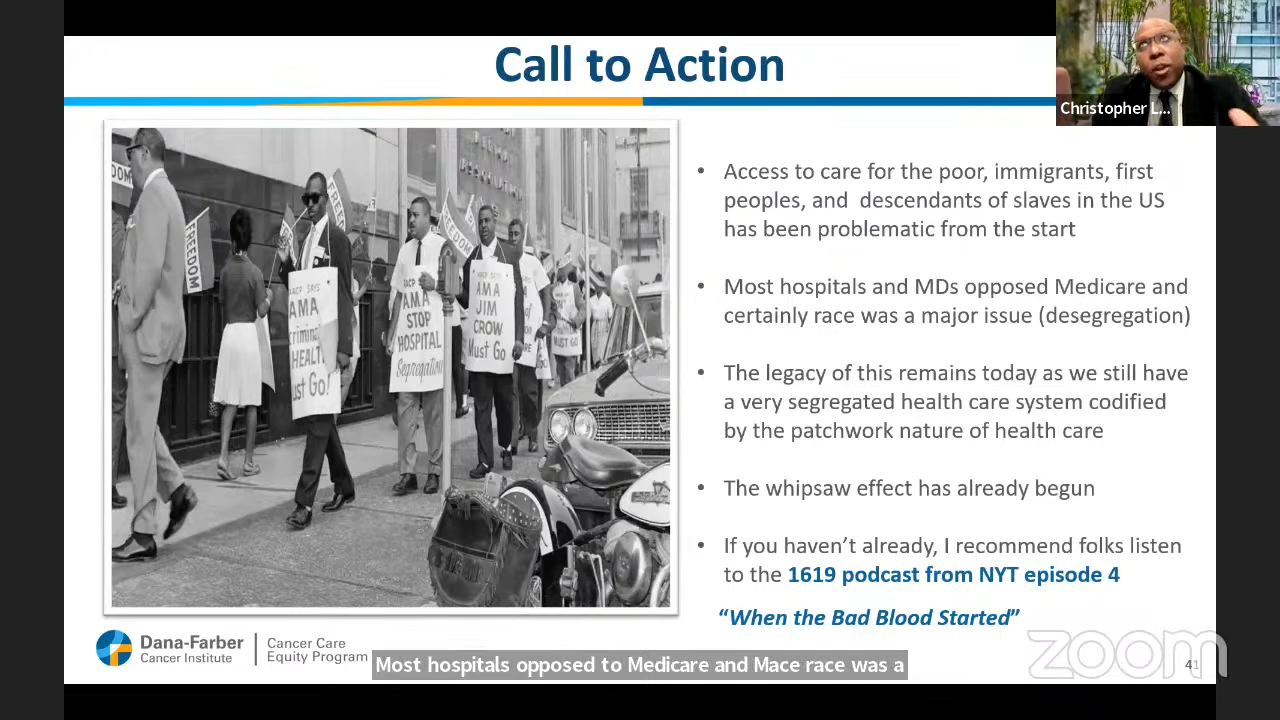 Call to Action
Christopher L...
Access to care for the poor, immigrants, first
peoples, and descendants of slaves in the US
has been problematic from the start
Most hospitals and MDs opposed Medicare and
certainly race was a major issue (desegregation)
The legacy of this remains today as we still have
a very segregated health care system codified
by the patchwork nature of health care
The whipsaw effect has already begun
If you haven’t already, I recommend folks listen
to the 1619 podcast from NYT episode 4
“When the Bad Blood Started”
FREEDOM
FREEDOM
AMA
HEALTH
ust Go!
AMA
STOP
HOSPITAL
Segregation
SAYS
AMA
JIM
CROW
Must Go
Dana-Farber
Cancer Institute
Cancer Care
Equity Program
Most hospitals opposed to Medicare and Mace race was a
zoom
41